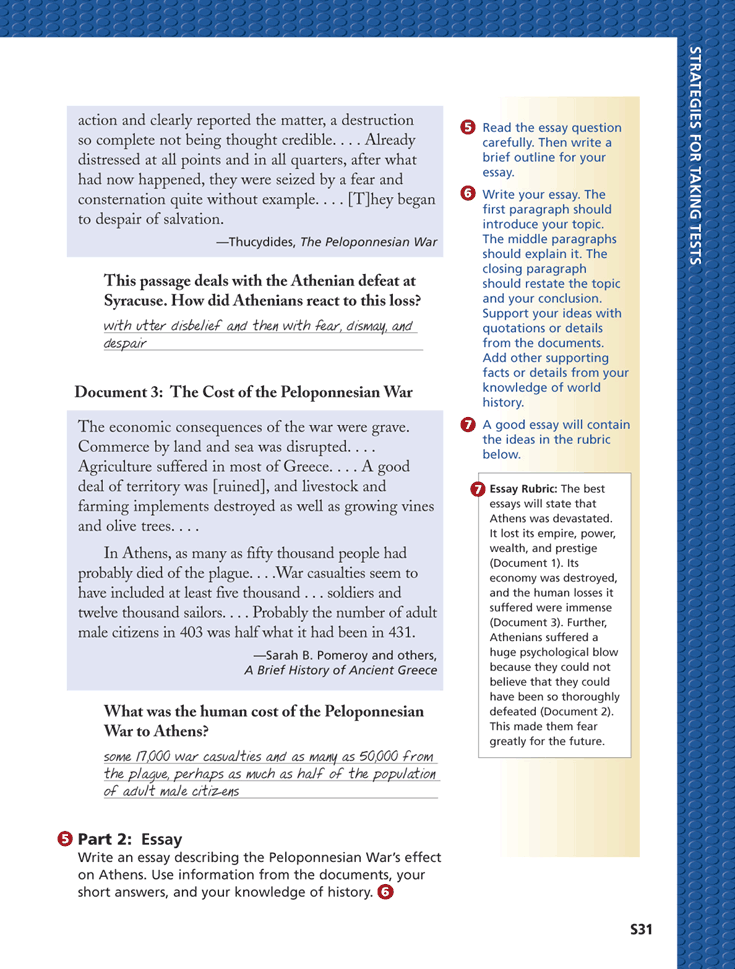 action and clearly reported the matter, a destruction
so complete not being thought credible. . . . Already
distressed at all points and in all quarters, after what
had now happened, they were seized by a fear and
consternation quite without example. . . . [T]hey began
to despair of salvation.
—Thucydides, The Peloponnesian War
This passage deals with the Athenian defeat at
Syracuse. How did Athenians react to this loss?
with utter disbelief and then with fear, dismay, and
despair
Document 3: The Cost of the Peloponnesian War
The economic consequences of the war were grave.
Commerce by land and sea was disrupted. . . .
Agriculture suffered in most of Greece. . . . A good
deal of territory was [ruined], and livestock and
farming implements destroyed as well as growing vines
and olive trees. . . .
In Athens, as many as fifty thousand people had
probably died of the plague. . . .War casualties seem to
have included at least five thousand . . . soldiers and
twelve thousand sailors. . . . Probably the number of adult
male citizens in 403 was half what it had been in 431.
—Sarah B. Pomeroy and others,
A Brief History of Ancient Greece
What was the human cost of the Peloponnesian
War to Athens?
some 17,000 war casualties and as many as 50,000 from
the plague, perhaps as much as half of the population
of adult male citizens
5 Part 2: Essay
Write an essay describing the Peloponnesian War's effect
on Athens. Use information from the documents, your
short answers, and your knowledge of history. 6
5 Read the essay question
carefully. Then write a
brief outline for your
essay.
6 Write your essay. The
first paragraph should
introduce your topic.
The middle paragraphs
should explain it. The
closing paragraph
should restate the topic
and your conclusion.
Support your ideas with
quotations or details
from the documents.
Add other supporting
facts or details from your
knowledge of world
history.
7 A good essay will contain
the ideas in the rubric
below.
7 Essay Rubric: The best
essays will state that
Athens was devastated.
It lost its empire, power,
wealth, and prestige
(Document 1). Its
economy was destroyed,
and the human losses it
suffered were immense
(Document 3). Further,
Athenians suffered a
huge psychological blow
because they could not
believe that they could
have been so thoroughly
defeated (Document 2).
This made them fear
greatly for the future.
STRATEGIES FOR TAKING TESTS
S31